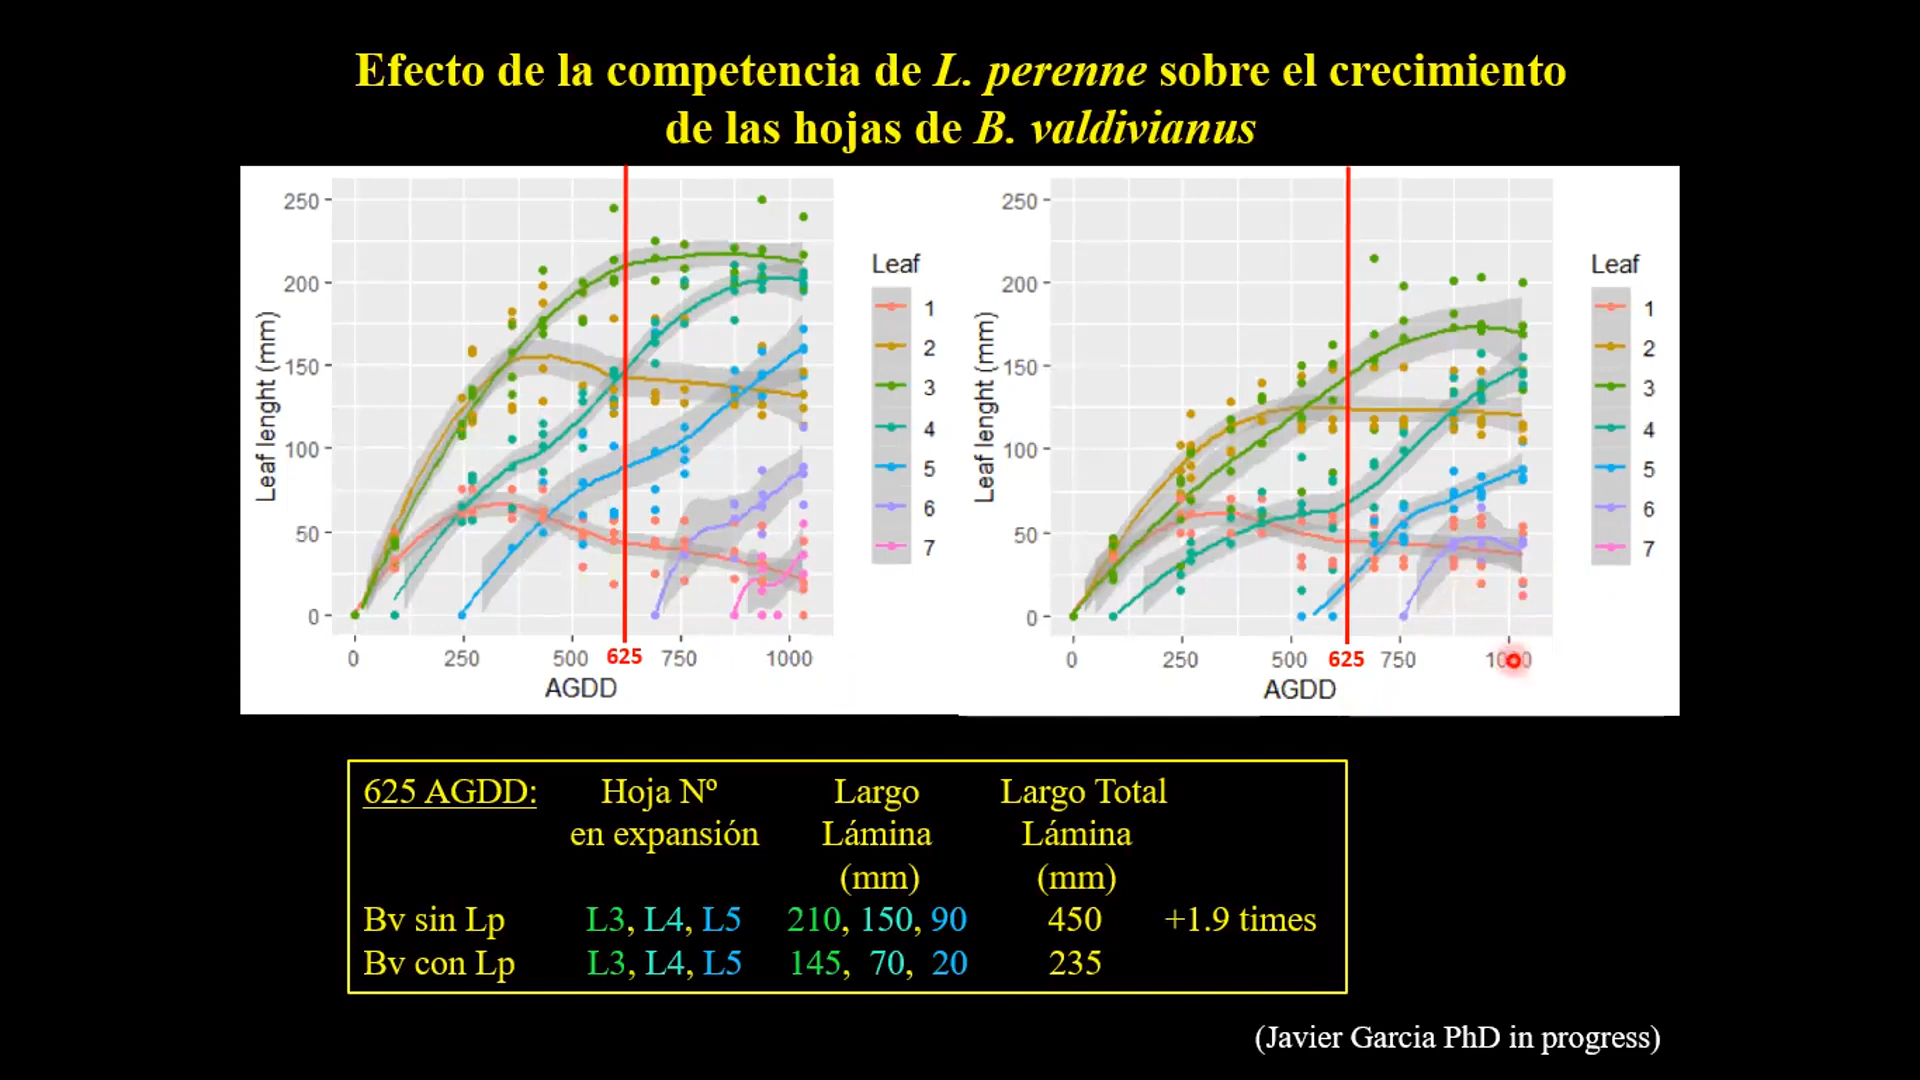 Efecto de la competencia de L. perenne sobre el crecimiento
de las hojas de B. valdivianus
250
200
150
100
50
0
Leaf lenght (mm)
0 250 500 625 750 1000
AGDD
Leaf
1
2
3
4
5
6
7
250
200
150
100
50
0
Leaf lenght (mm)
0 250 500 625 750 1000
AGDD
Leaf
1
2
3
4
5
6
7
625 AGDD: Hoja Nº Largo Largo Total
en expansión Lámina Lámina
(mm) (mm)
Bv sin Lp L3, L4, L5 210, 150, 90 450 +1.9 times
Bv con Lp L3, L4, L5 145, 70, 20 235
(Javier Garcia PhD in progress)